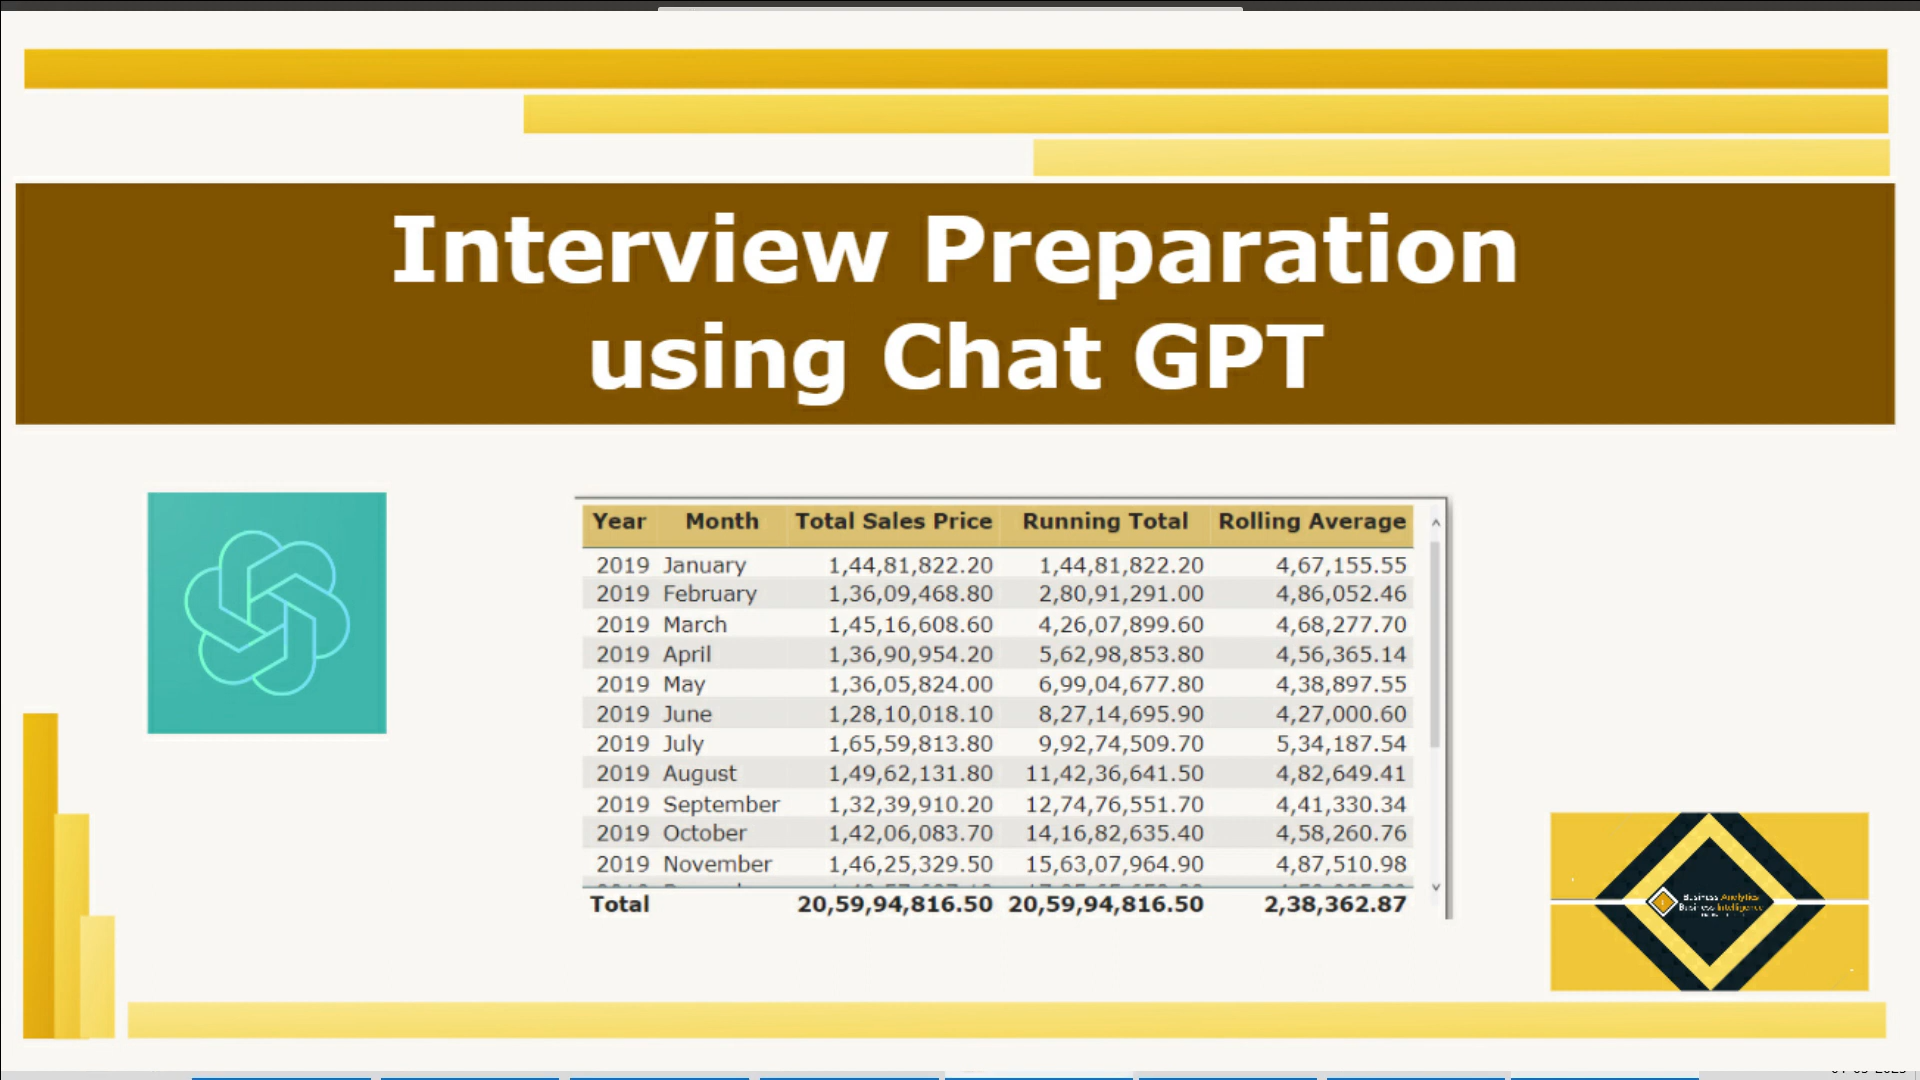 Interview Preparation
using Chat GPT
Year Month Total Sales Price Running Total Rolling Average
2019 January 1,44,81,822.20 1,44,81,822.20 4,67,155.55
2019 February 1,36,09,468.80 2,80,91,291.00 4,86,052.46
2019 March 1,45,16,608.60 4,26,07,899.60 4,68,277.70
2019 April 1,36,90,954.20 5,62,98,853.80 4,56,365.14
2019 May 1,36,05,824.00 6,99,04,677.80 4,38,897.55
2019 June 1,28,10,018.10 8,27,14,695.90 4,27,000.60
2019 July 1,65,59,813.80 9,92,74,509.70 5,34,187.54
2019 August 1,49,62,131.80 11,42,36,641.50 4,82,649.41
2019 September 1,32,39,910.20 12,74,76,551.70 4,41,330.34
2019 October 1,42,06,083.70 14,16,82,635.40 4,58,260.76
2019 November 1,46,25,329.50 15,63,07,964.90 4,87,510.98
Total 20,59,94,816.50 20,59,94,816.50 2,38,362.87
Business Analytics
Business Intelligence